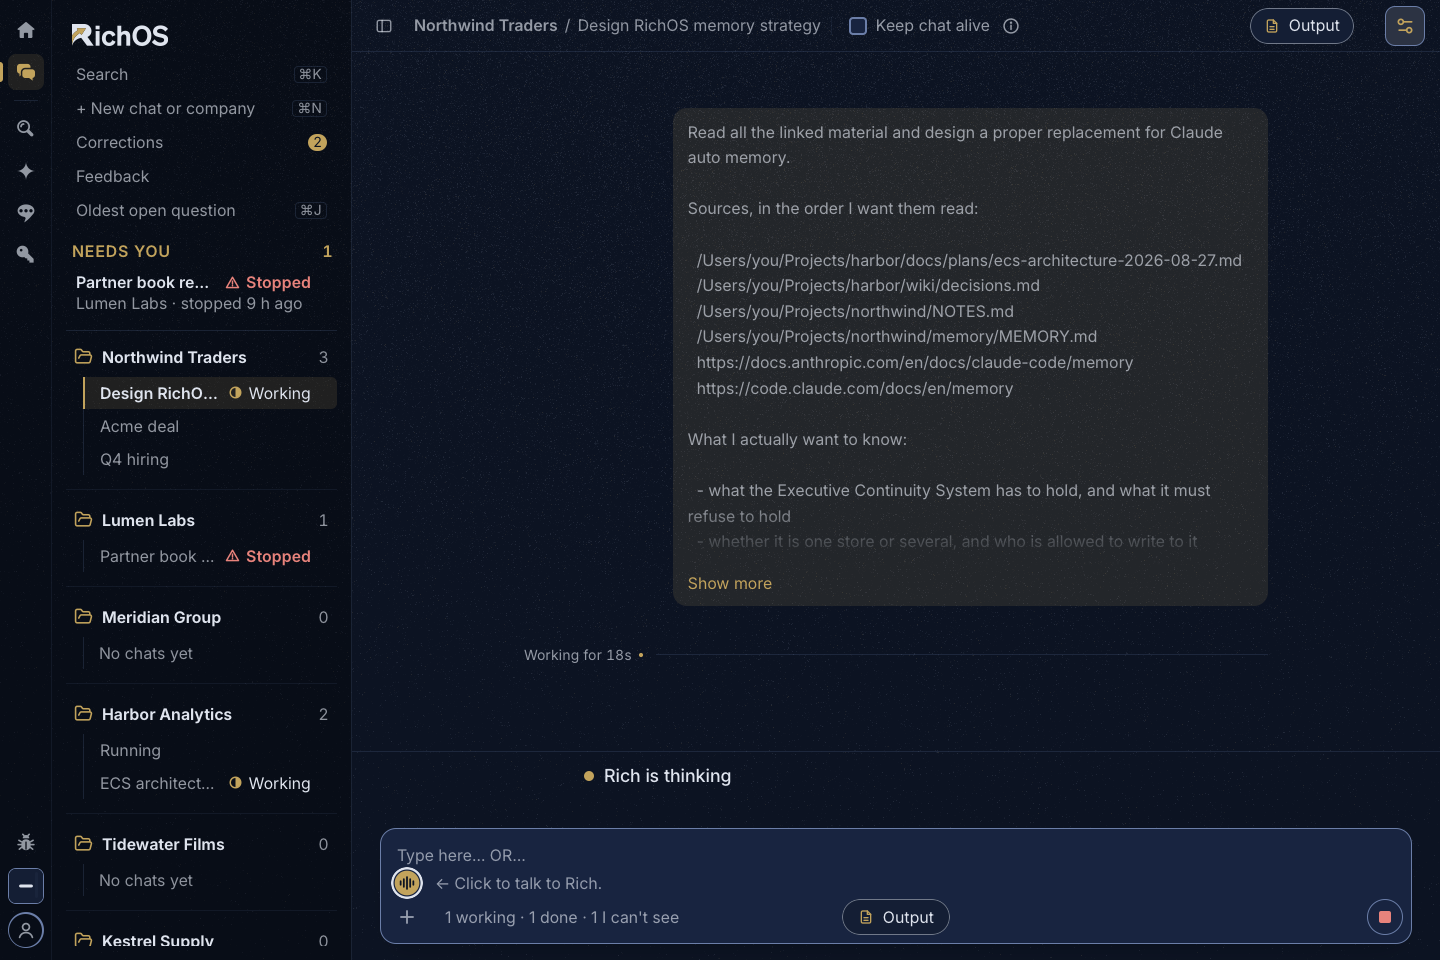 RichOS
Search ⌘K
+ New chat or company ⌘N
Corrections 2
Feedback
Oldest open question ⌘J
NEEDS YOU 1
Partner book re... Stopped
Lumen Labs · stopped 9 h ago
Northwind Traders 3
Design RichO... Working
Acme deal
Q4 hiring
Lumen Labs 1
Partner book ... Stopped
Meridian Group 0
No chats yet
Harbor Analytics 2
Running
ECS architect... Working
Tidewater Films 0
No chats yet
Kestrel Supply 0
Northwind Traders / Design RichOS memory strategy Keep chat alive Output
Read all the linked material and design a proper replacement for Claude
auto memory.
Sources, in the order I want them read:
/Users/you/Projects/harbor/docs/plans/ecs-architecture-2026-08-27.md
/Users/you/Projects/harbor/wiki/decisions.md
/Users/you/Projects/northwind/NOTES.md
/Users/you/Projects/northwind/memory/MEMORY.md
https://docs.anthropic.com/en/docs/claude-code/memory
https://code.claude.com/docs/en/memory
What I actually want to know:
- what the Executive Continuity System has to hold, and what it must
refuse to hold
- whether it is one store or several, and who is allowed to write to it
Show more
Working for 18s
Rich is thinking
Type here... OR...
← Click to talk to Rich.
1 working · 1 done · 1 I can't see Output